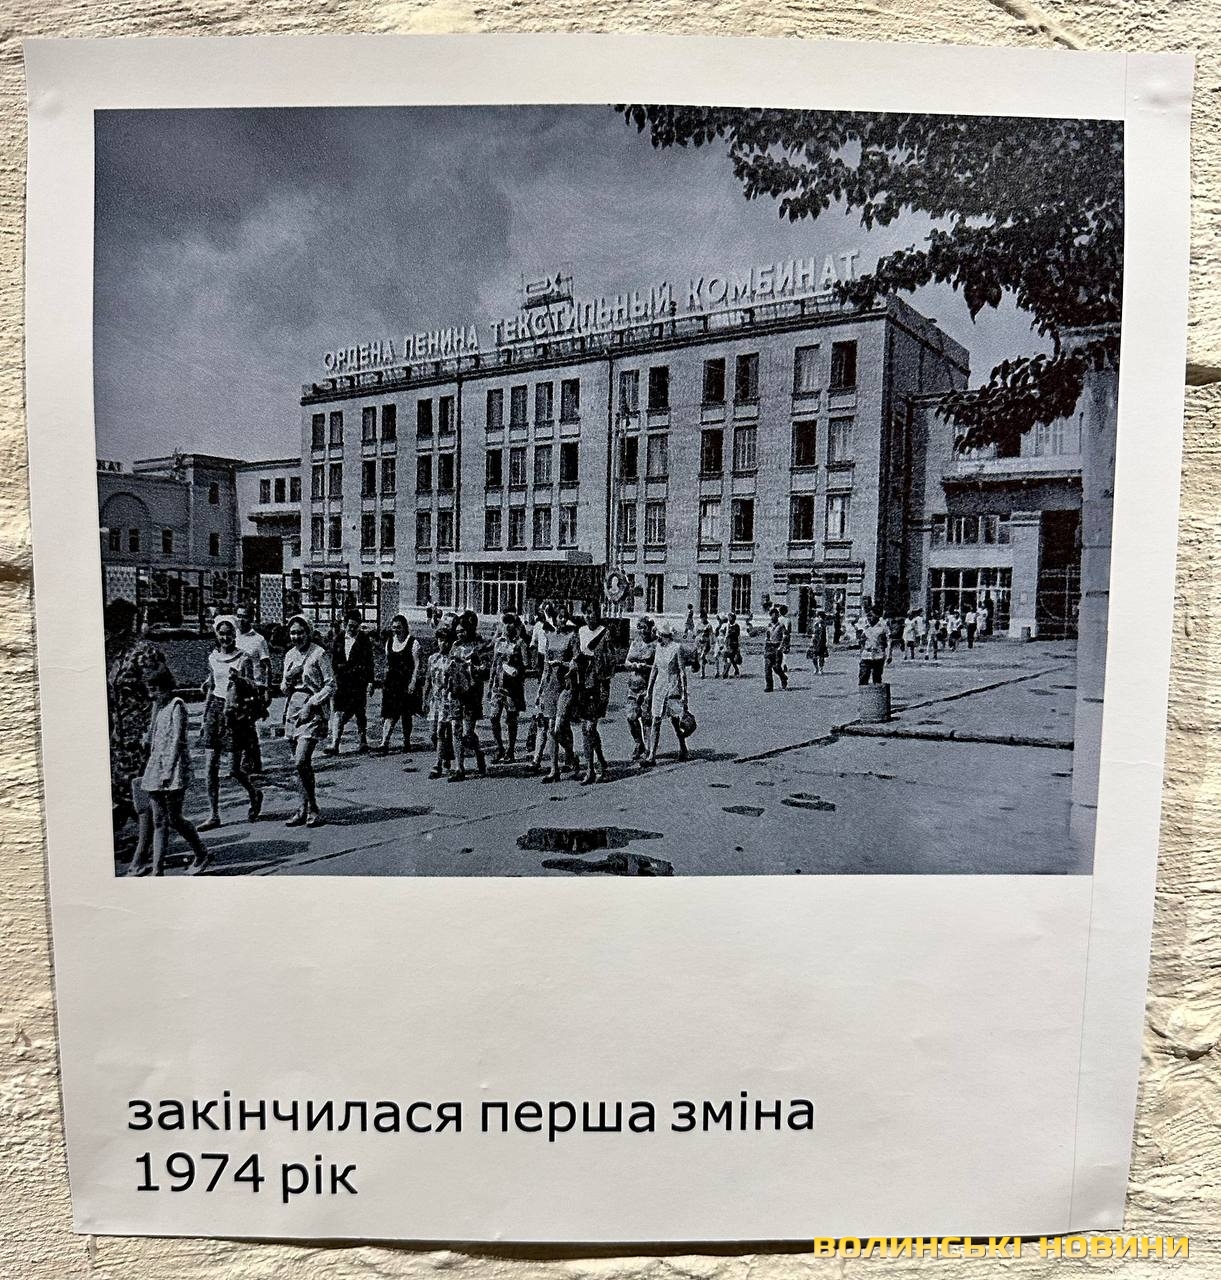 ОРДЕНА ЛЕНИНА ТЕКСТИЛЬНЫЙ КОМБИНАТ
закінчилася перша зміна
1974 рік
ВОЛИНСЬКІ НОВИНИ